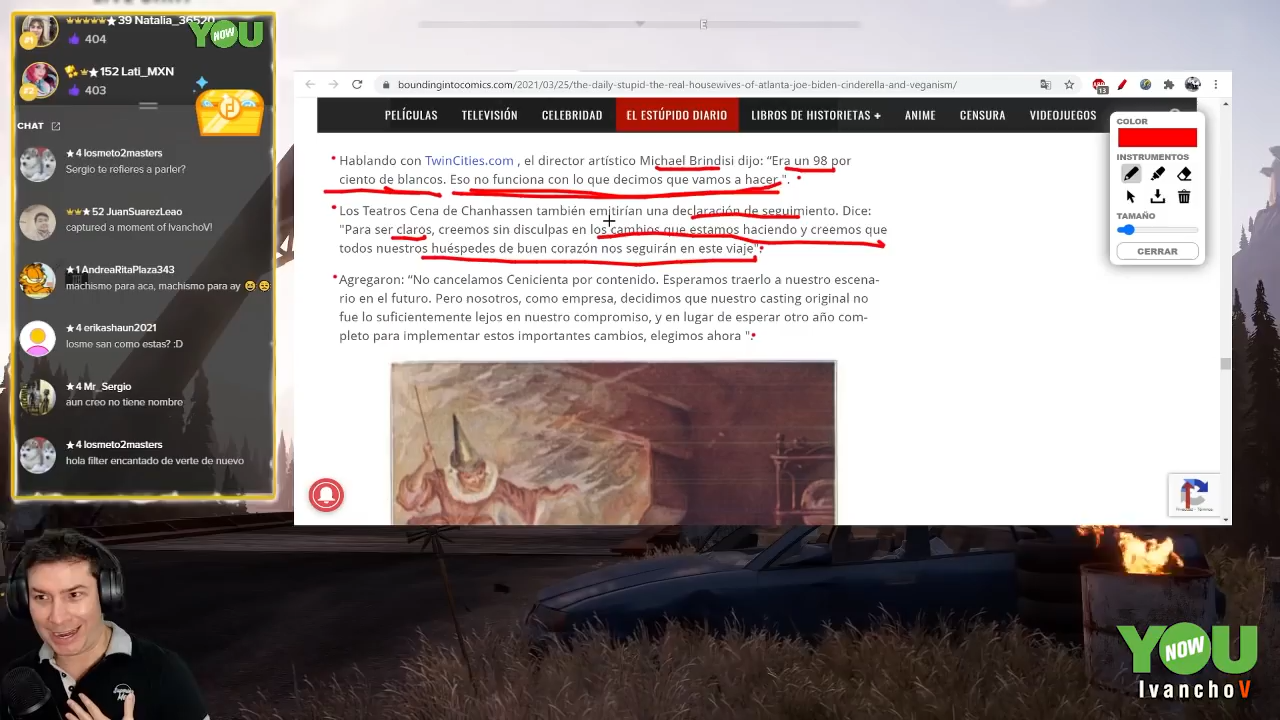 ★39 Natalia_36520
#1
404
YOU NOW
★152 Lati_MXN
#2
403
CHAT
★4 losmeto2masters
Sergio te refieres a parler?
★52 JuanSuarezLeao
captured a moment of IvanchoV!
★1 AndreaRitaPlaza343
machismo para aca, machismo para ay
★4 erikashaun2021
losme san como estas? :D
★4 Mr_Sergio
aun creo no tiene nombre
★4 losmeto2masters
hola filter encantado de verte de nuevo
E
boundingintocomics.com/2021/03/25/the-daily-stupid-the-real-housewives-of-atlanta-joe-biden-cinderella-and-veganism/
13
PELÍCULAS TELEVISIÓN CELEBRIDAD EL ESTÚPIDO DIARIO LIBROS DE HISTORIETAS + ANIME CENSURA VIDEOJUEGOS
Hablando con TwinCities.com , el director artístico Michael Brindisi dijo: “Era un 98 por
ciento de blancos. Eso no funciona con lo que decimos que vamos a hacer ".
Los Teatros Cena de Chanhassen también emitirían una declaración de seguimiento. Dice:
"Para ser claros, creemos sin disculpas en los cambios que estamos haciendo y creemos que
todos nuestros huéspedes de buen corazón nos seguirán en este viaje".
Agregaron: “No cancelamos Cenicienta por contenido. Esperamos traerlo a nuestro escena-
rio en el futuro. Pero nosotros, como empresa, decidimos que nuestro casting original no
fue lo suficientemente lejos en nuestro compromiso, y en lugar de esperar otro año com-
pleto para implementar estos importantes cambios, elegimos ahora ".
COLOR
INSTRUMENTOS
TAMAÑO
CERRAR
YOU NOW
IvanchoV